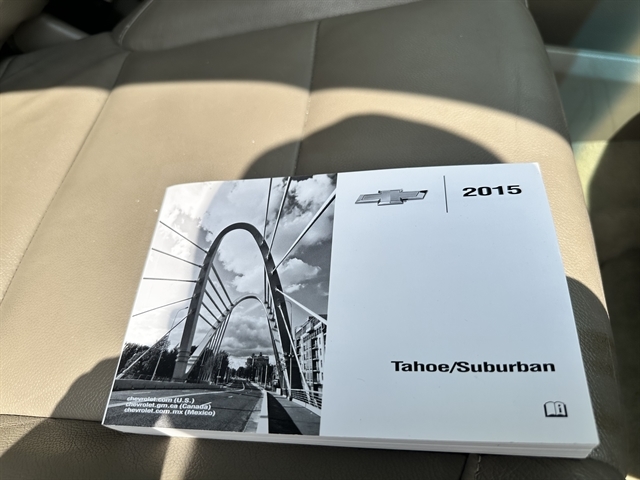 2015
Tahoe/Suburban
chevrolet.com (U.S.)
chevrolet.gm.ca (Canada)
chevrolet.com.mx (Mexico)